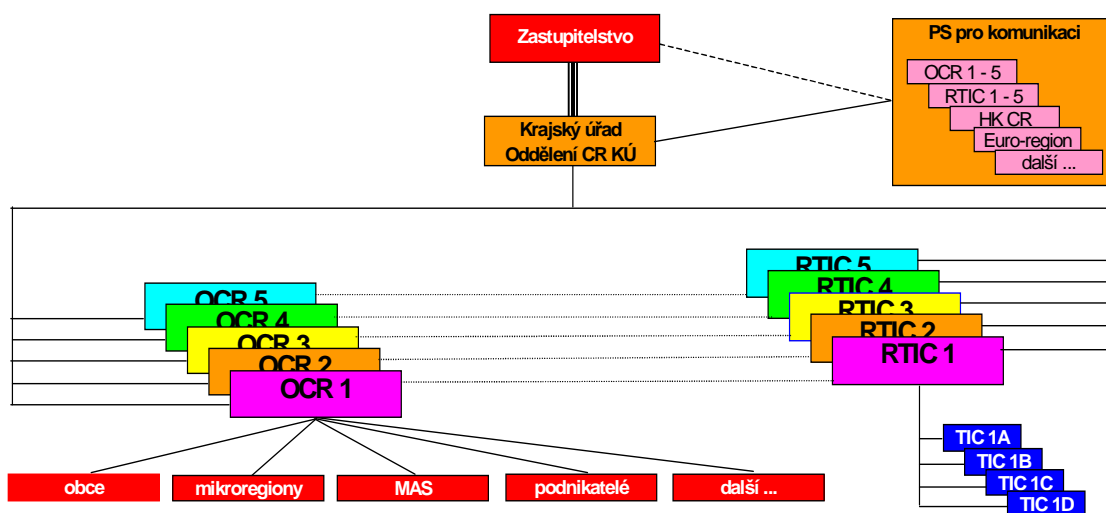 Zastupitelstvo
PS pro komunikaci
OCR 1 - 5
RTIC 1 - 5
HK CR
Euro-region
další ...
Krajský úřad
Oddělení CR KÚ
OCR 5
OCR 4
OCR 3
OCR 2
OCR 1
RTIC 5
RTIC 4
RTIC 3
RTIC 2
RTIC 1
obce
mikroregiony
MAS
podnikatelé
další ...
TIC 1A
TIC 1B
TIC 1C
TIC 1D